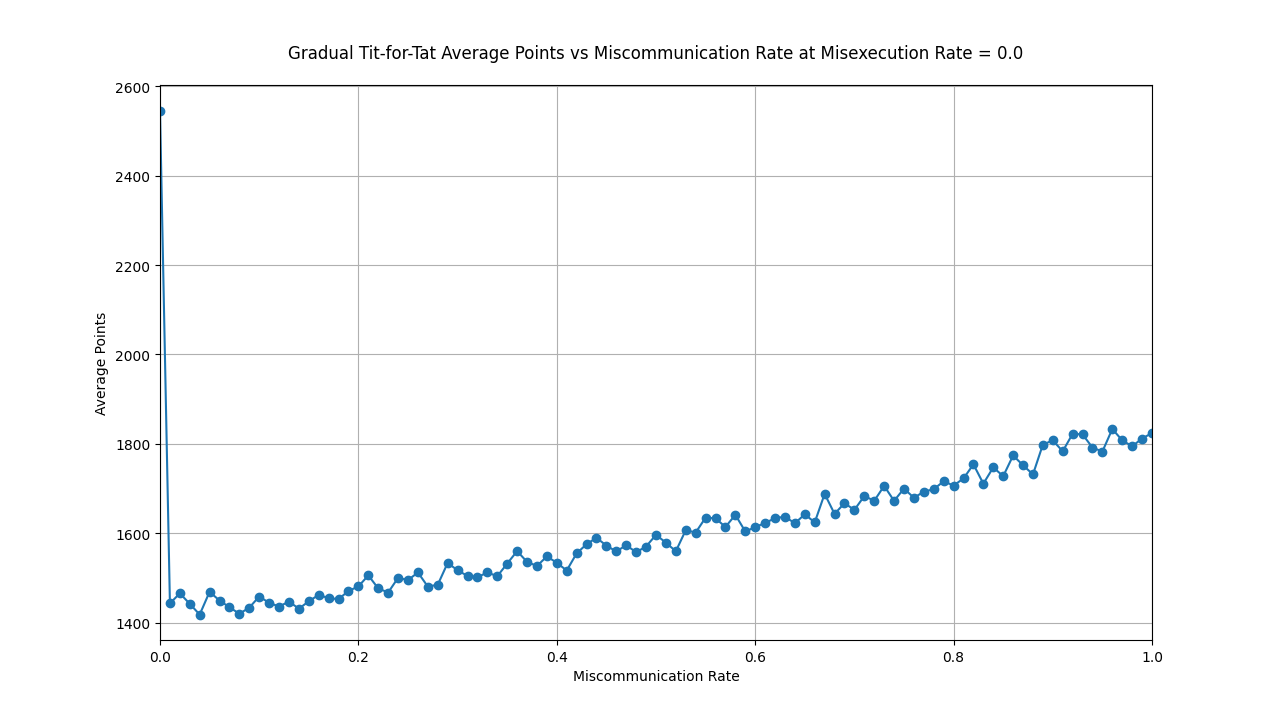 Gradual Tit-for-Tat Average Points vs Miscommunication Rate at Misexecution Rate = 0.0
2600
2400
2200
2000
1800
1600
1400
Average Points
0.0 0.2 0.4 0.6 0.8 1.0
Miscommunication Rate